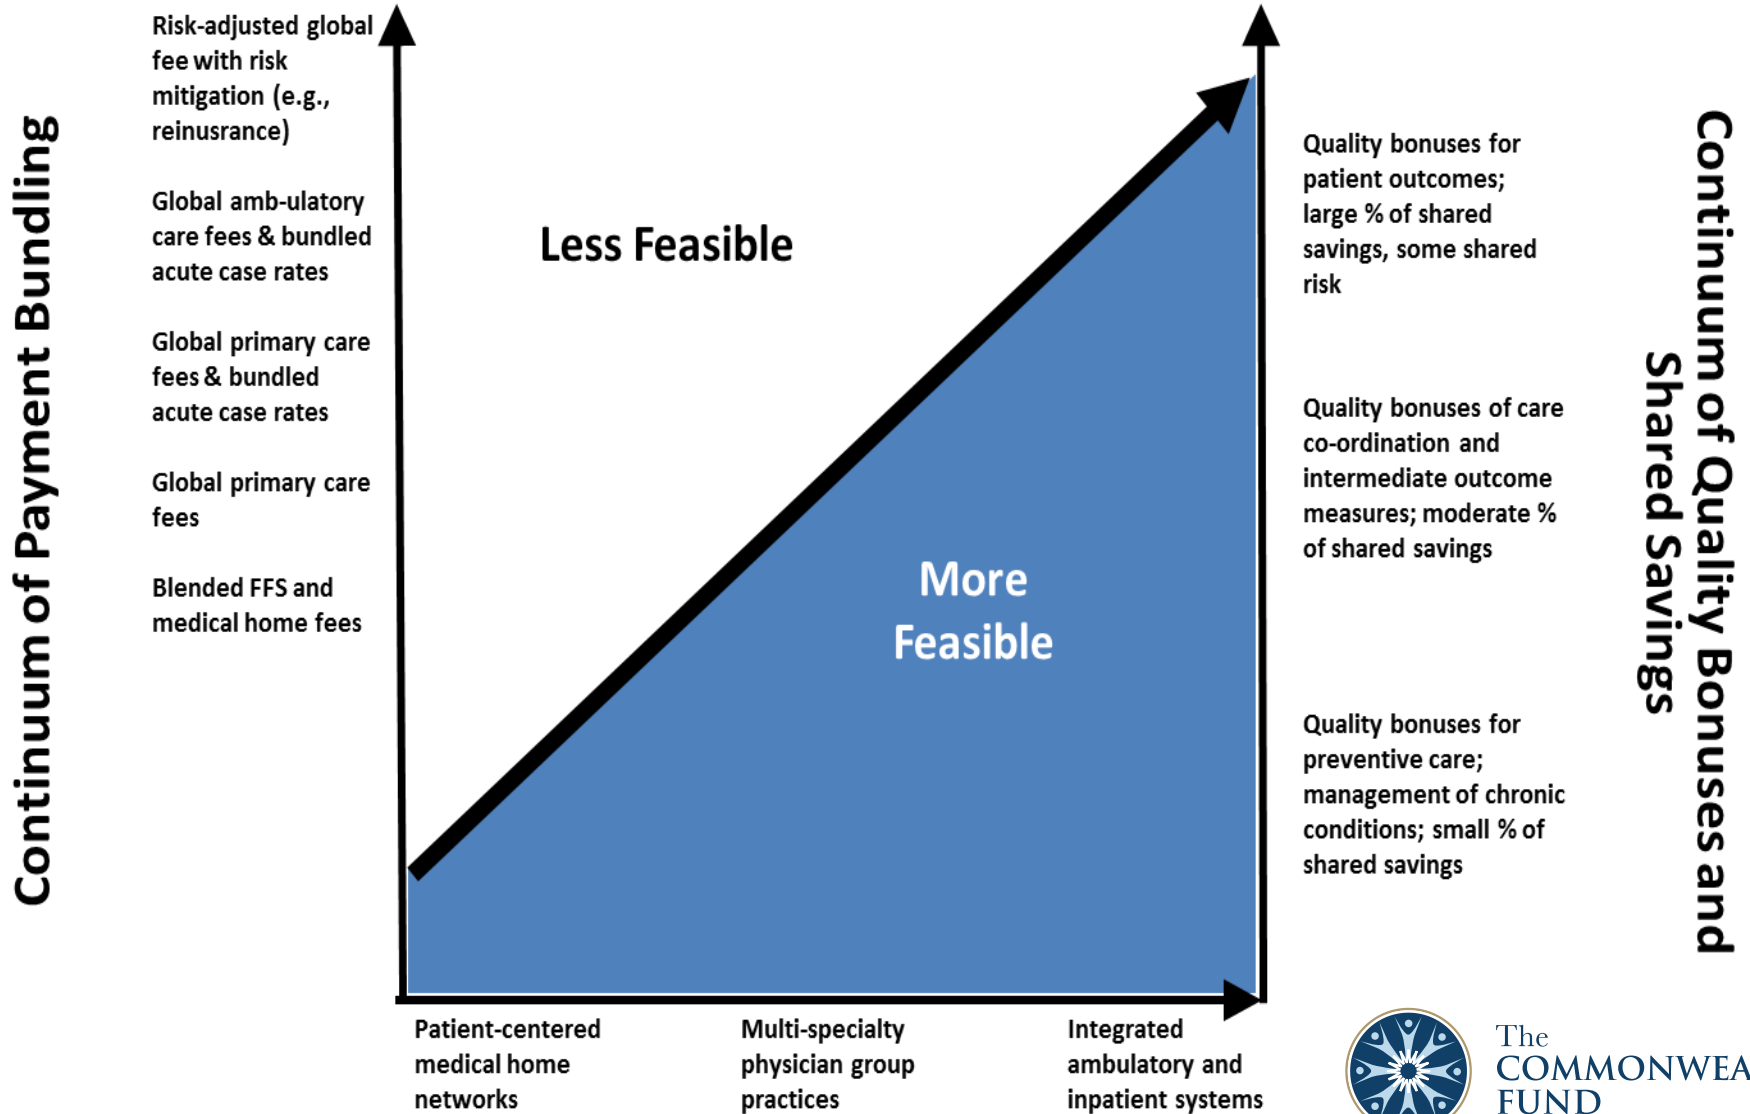 Continuum of Payment Bundling
Risk-adjusted global
fee with risk
mitigation (e.g.,
reinusrance)
Global amb-ulatory
care fees & bundled
acute case rates
Global primary care
fees & bundled
acute case rates
Global primary care
fees
Blended FFS and
medical home fees
Less Feasible
More
Feasible
Quality bonuses for
patient outcomes;
large % of shared
savings, some shared
risk
Quality bonuses of care
co-ordination and
intermediate outcome
measures; moderate %
of shared savings
Quality bonuses for
preventive care;
management of chronic
conditions; small % of
shared savings
Continuum of Quality Bonuses and
Shared Savings
Patient-centered
medical home
networks
Multi-specialty
physician group
practices
Integrated
ambulatory and
inpatient systems
The
COMMONWEA
FUND